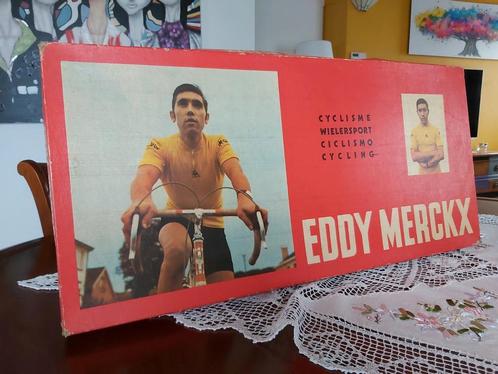 CYCLISME
WIELERSPORT
CICLISMO
CYCLING
EDDY MERCKX